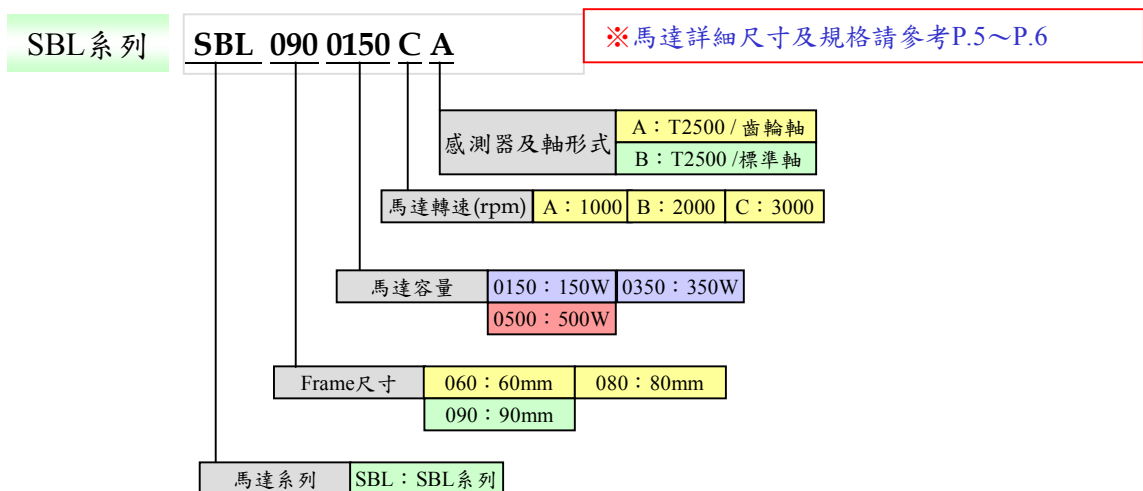 SBL系列 SBL 090 0150 C A ※馬達詳細尺寸及規格請參考P.5～P.6
感測器及軸形式 A：T2500 / 齒輪軸
B：T2500 /標準軸
馬達轉速(rpm) A：1000 B：2000 C：3000
馬達容量 0150：150W 0350：350W
0500：500W
Frame尺寸 060：60mm 080：80mm
090：90mm
馬達系列 SBL：SBL系列